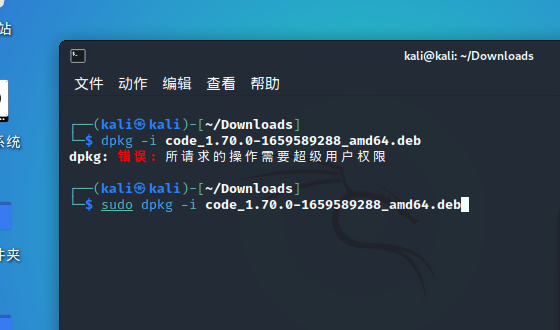 站
kali@kali: ~/Downloads
文件 动作 编辑 查看 帮助
┌──(kali㉿kali)-[~/Downloads]
└─$ dpkg -i code_1.70.0-1659589288_amd64.deb
dpkg: 错误: 所请求的操作需要超级用户权限
系统
┌──(kali㉿kali)-[~/Downloads]
└─$ sudo dpkg -i code_1.70.0-1659589288_amd64.deb
件夹